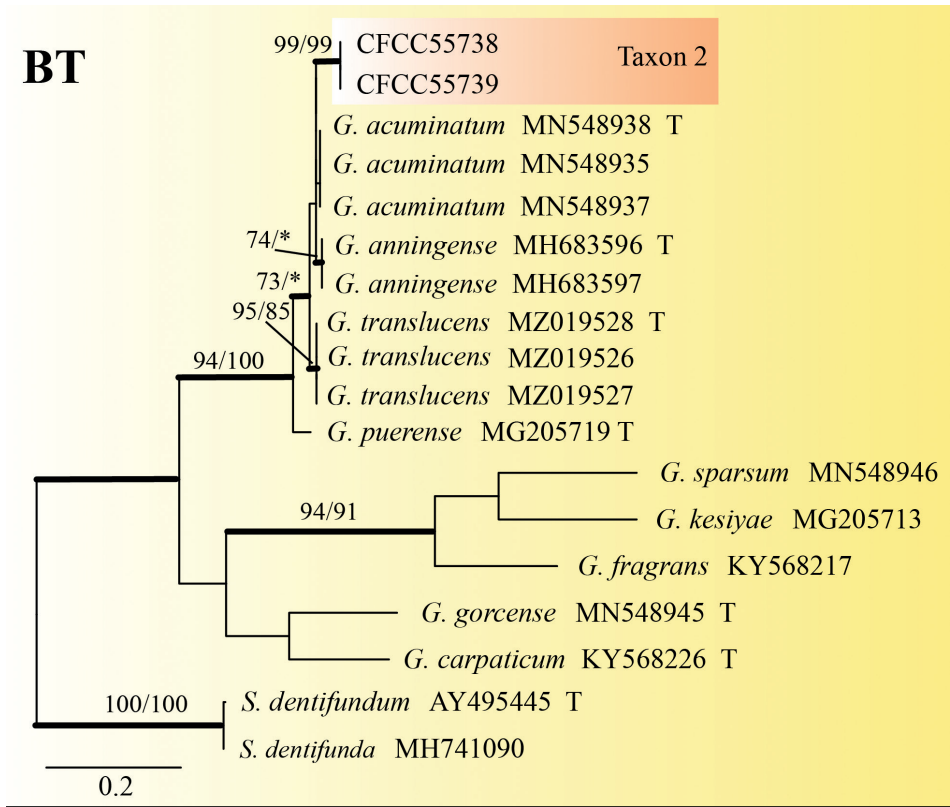 BT
99/99
CFCC55738
CFCC55739
Taxon 2
G. acuminatum MN548938 T
G. acuminatum MN548935
G. acuminatum MN548937
74/*
G. anningense MH683596 T
G. anningense MH683597
73/*
95/85
G. translucens MZ019528 T
G. translucens MZ019526
G. translucens MZ019527
94/100
G. puerense MG205719 T
G. sparsum MN548946
94/91
G. kesiyae MG205713
G. fragrans KY568217
G. gorcense MN548945 T
G. carpaticum KY568226 T
100/100
S. dentifundum AY495445 T
S. dentifunda MH741090
0.2